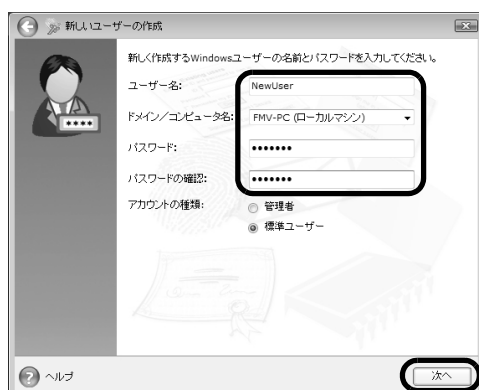 新しいユーザーの作成
新しく作成するWindowsユーザーの名前とパスワードを入力してください。
ユーザー名:
NewUser
ドメイン／コンピュータ名:
FMV-PC (ローカルマシン)
パスワード:
●●●●●●●
パスワードの確認:
●●●●●●●
アカウントの種類:
管理者
標準ユーザー
ヘルプ
次へ